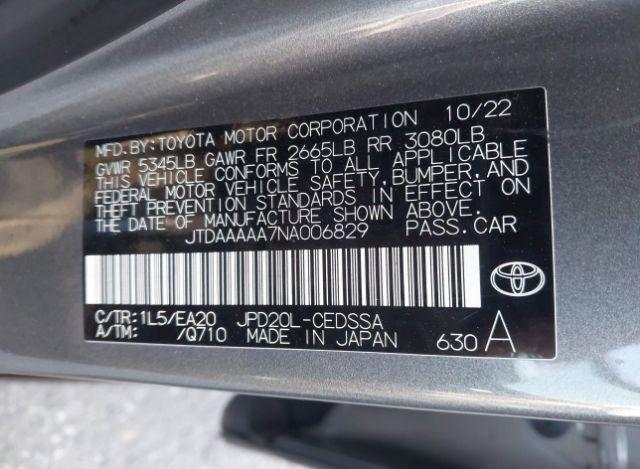 MFD.BY:TOYOTA MOTOR CORPORATION 10/22
GVWR 5345LB GAWR FR 2665LB RR 3080LB
THIS VEHICLE CONFORMS TO ALL APPLICABLE
FEDERAL MOTOR VEHICLE SAFETY,BUMPER,AND
THEFT PREVENTION STANDARDS IN EFFECT ON
THE DATE OF MANUFACTURE SHOWN ABOVE.
JTDAAAAA7NA006829 PASS.CAR
C/TR:1L5/EA20 JPD20L-CEDSSA
A/TM: /Q710 MADE IN JAPAN 630 A